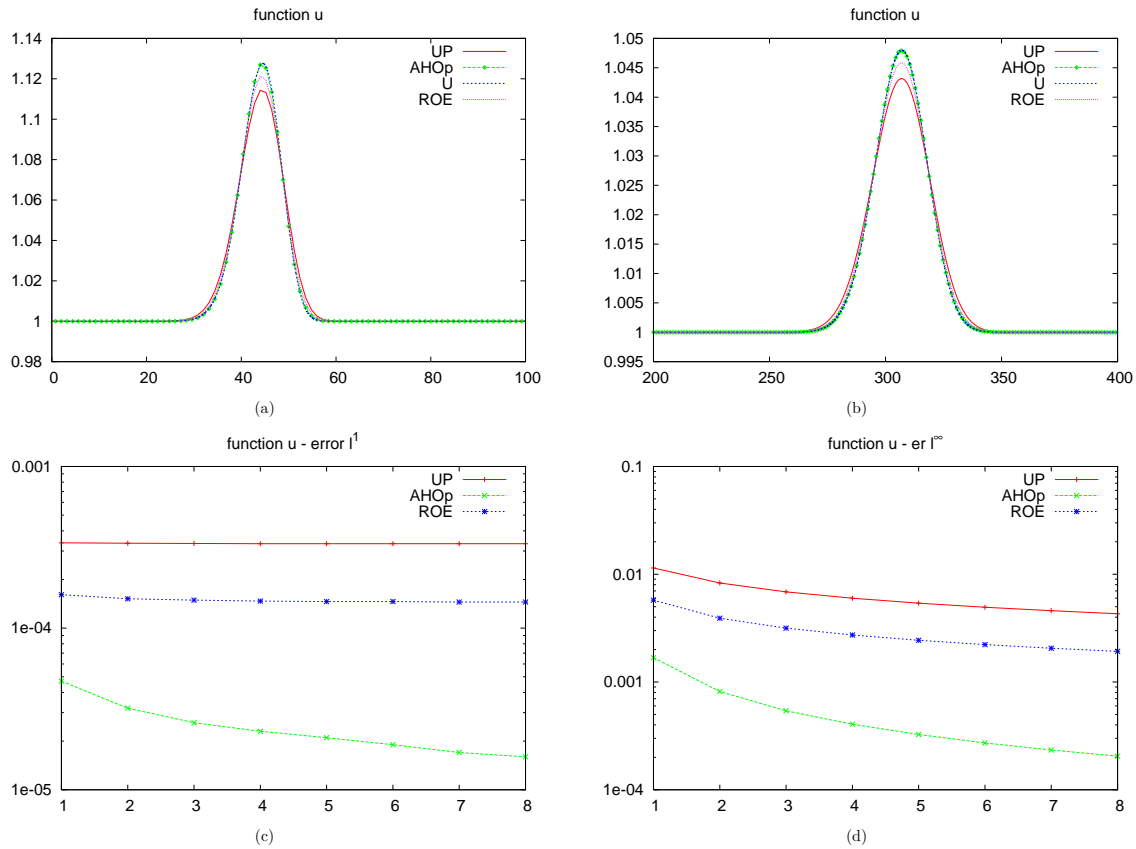 function u
1.14
1.12
1.1
1.08
1.06
1.04
1.02
1
0.98
0 20 40 60 80 100
UP
AHOp
U
ROE
(a)
function u
1.05
1.045
1.04
1.035
1.03
1.025
1.02
1.015
1.01
1.005
1
0.995
200 250 300 350 400
UP
AHOp
U
ROE
(b)
function u - error l^1
0.001
1e-04
1e-05
1 2 3 4 5 6 7 8
UP
AHOp
ROE
(c)
function u - er l^∞
0.1
0.01
0.001
1e-04
1 2 3 4 5 6 7 8
UP
AHOp
ROE
(d)